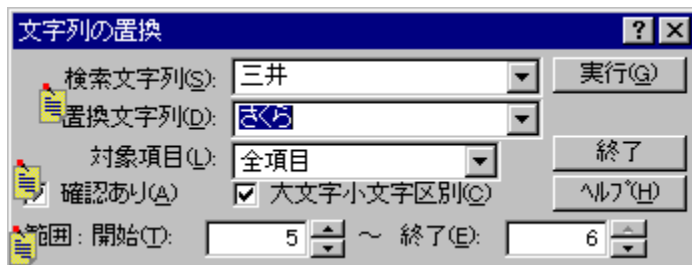 文字列の置換
検索文字列(S): 三井 実行(G)
置換文字列(D): さくら
対象項目(L): 全項目 終了
確認あり(A) 大文字小文字区別(C) ヘルプ(H)
範囲:開始(T): 5 ～ 終了(E): 6